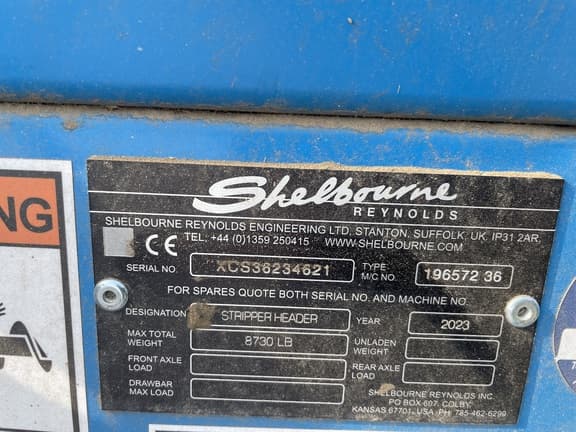 NG
Shelbourne
REYNOLDS
SHELBOURNE REYNOLDS ENGINEERING LTD, STANTON, SUFFOLK, UK, IP31 2AR.
TEL: +44 (0)1359 250415 WWW.SHELBOURNE.COM
CE
SERIAL NO. XCS36234621 TYPE M/C NO 196572 36
FOR SPARES QUOTE BOTH SERIAL NO. AND MACHINE NO.
DESIGNATION STRIPPER HEADER YEAR 2023
MAX TOTAL WEIGHT 8730 LB UNLADEN WEIGHT
FRONT AXLE LOAD REAR AXLE LOAD
DRAWBAR MAX LOAD
SHELBOURNE REYNOLDS INC.
PO BOX 607, COLBY,
KANSAS 67701, USA PH: 785-462-6299